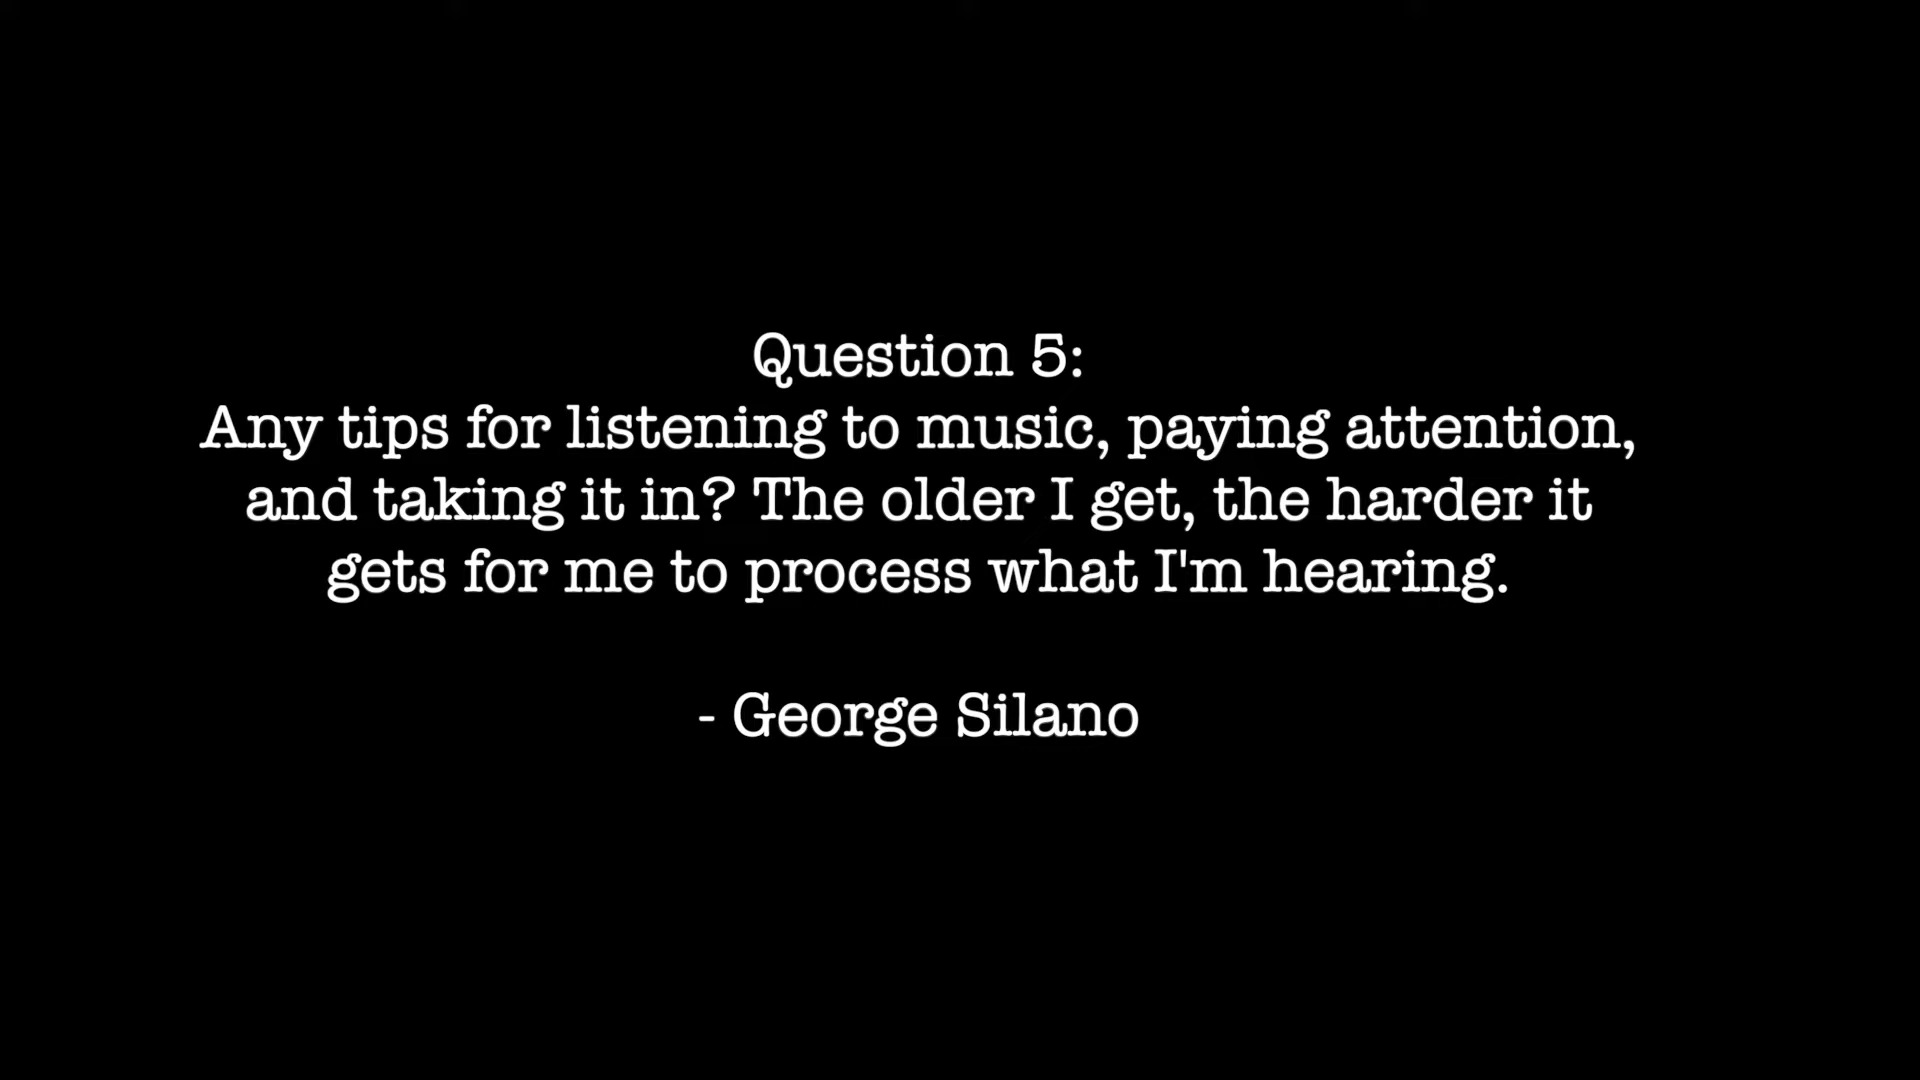 Question 5:
Any tips for listening to music, paying attention,
and taking it in? The older I get, the harder it
gets for me to process what I'm hearing.
- George Silano